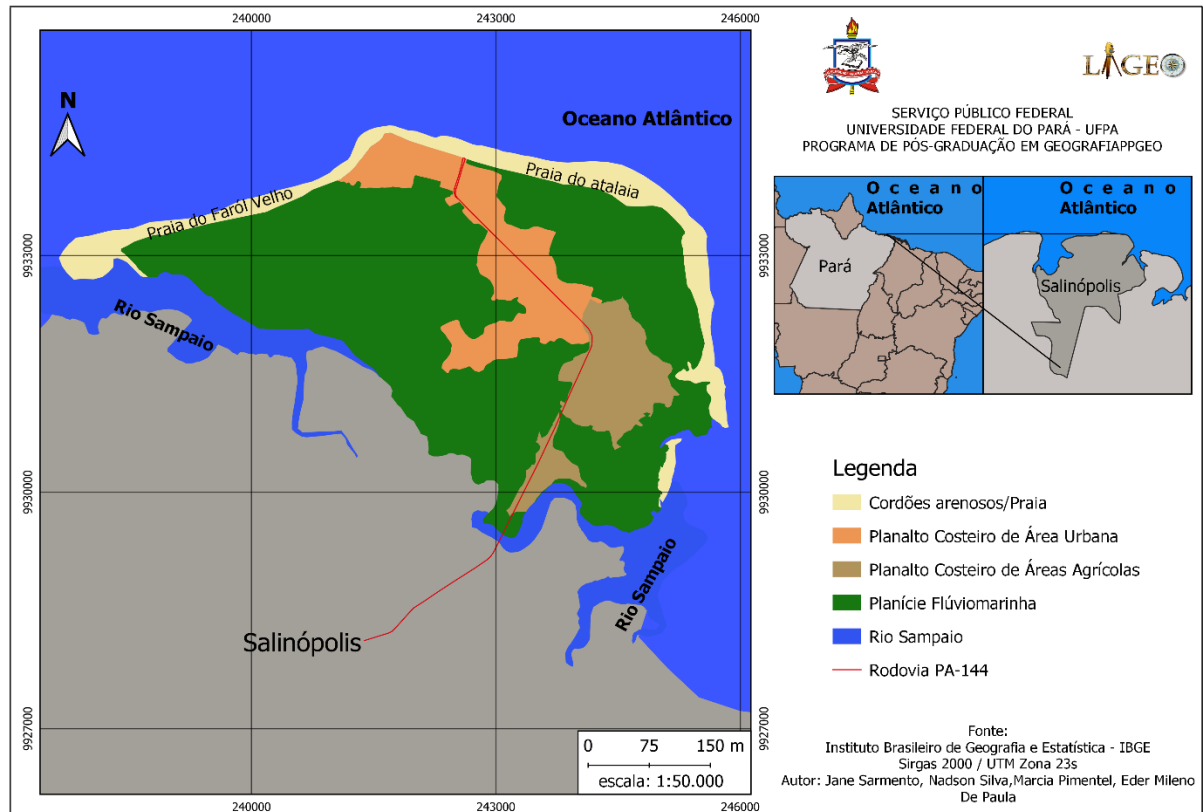 240000
243000
246000
N
Oceano Atlântico
Praia do atalaia
Praia do Faról Velho
9933000
9933000
Rio Sampaio
9930000
9930000
Rio Sampaio
Salinópolis
9927000
9927000
0 75 150 m
escala: 1:50.000
240000
243000
246000
LAGEO
SERVIÇO PÚBLICO FEDERAL
UNIVERSIDADE FEDERAL DO PARÁ - UFPA
PROGRAMA DE PÓS-GRADUAÇÃO EM GEOGRAFIAPPGEO
Oceano
Atlântico
Pará
Oceano
Atlântico
Salinópolis
Legenda
Cordões arenosos/Praia
Planalto Costeiro de Área Urbana
Planalto Costeiro de Áreas Agrícolas
Planície Flúviomarinha
Rio Sampaio
Rodovia PA-144
Fonte:
Instituto Brasileiro de Geografia e Estatística - IBGE
Sirgas 2000 / UTM Zona 23s
Autor: Jane Sarmento, Nadson Silva,Marcia Pimentel, Eder Mileno
De Paula